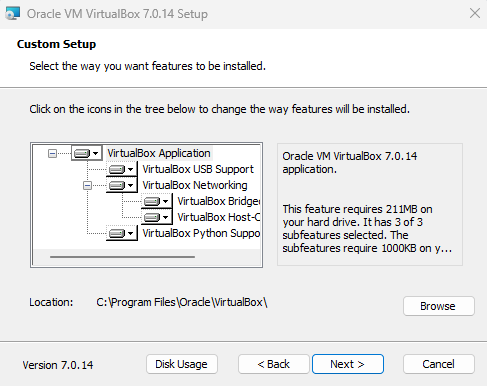 Oracle VM VirtualBox 7.0.14 Setup
Custom Setup
Select the way you want features to be installed.
Click on the icons in the tree below to change the way features will be installed.
VirtualBox Application
VirtualBox USB Support
VirtualBox Networking
VirtualBox Bridged
VirtualBox Host-O
VirtualBox Python Suppo
Oracle VM VirtualBox 7.0.14
application.
This feature requires 211MB on
your hard drive. It has 3 of 3
subfeatures selected. The
subfeatures require 1000KB on y...
Location:
C:\Program Files\Oracle\VirtualBox\
Browse
Version 7.0.14
Disk Usage
< Back
Next >
Cancel